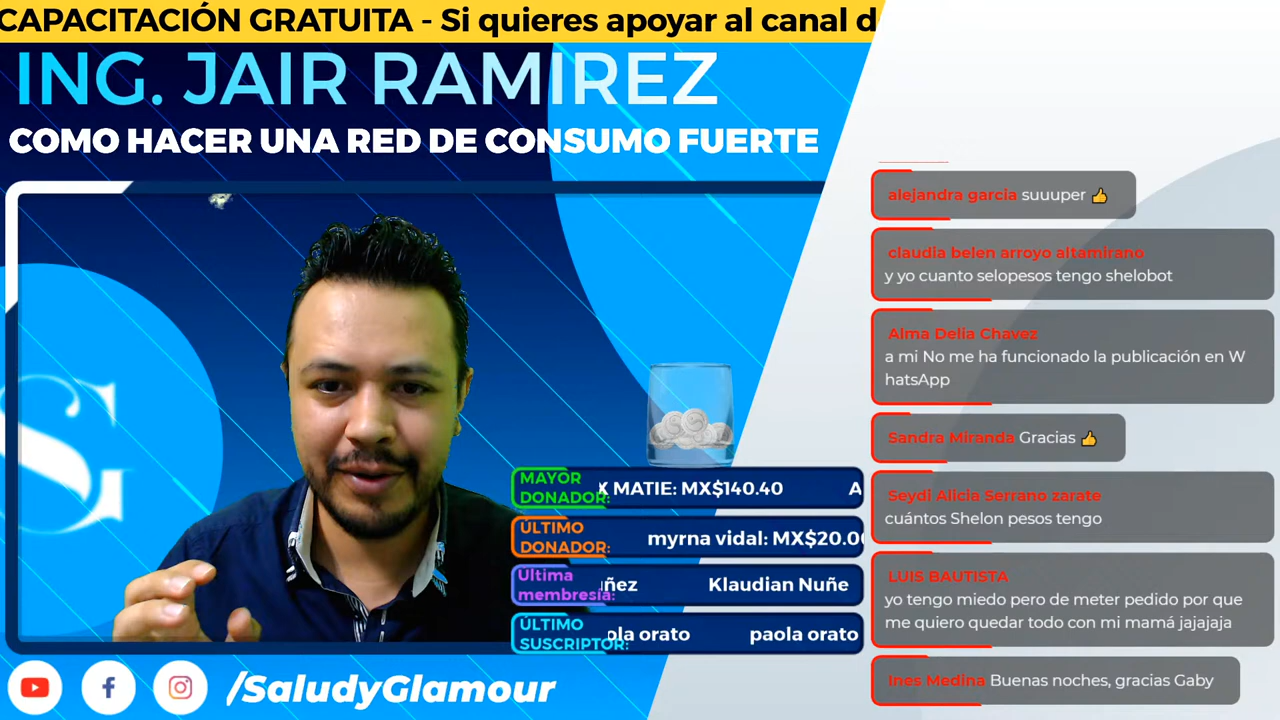 CAPACITACIÓN GRATUITA - Si quieres apoyar al canal d
ING. JAIR RAMIREZ
COMO HACER UNA RED DE CONSUMO FUERTE
S
MAYOR
DONADOR:
X MATIE: MX$140.40 A
ÚLTIMO
DONADOR:
myrna vidal: MX$20.00
Última
membresía:
uñez Klaudian Nuñe
ÚLTIMO
SUSCRIPTOR:
ola orato paola orato
/SaludyGlamour
alejandra garcia suuuper 👍
claudia belen arroyo altamirano
y yo cuanto selopesos tengo shelobot
Alma Delia Chavez
a mi No me ha funcionado la publicación en W
hatsApp
Sandra Miranda Gracias 👍
Seydi Alicia Serrano zarate
cuántos Shelon pesos tengo
LUIS BAUTISTA
yo tengo miedo pero de meter pedido por que
me quiero quedar todo con mi mamá jajajaja
Ines Medina Buenas noches, gracias Gaby